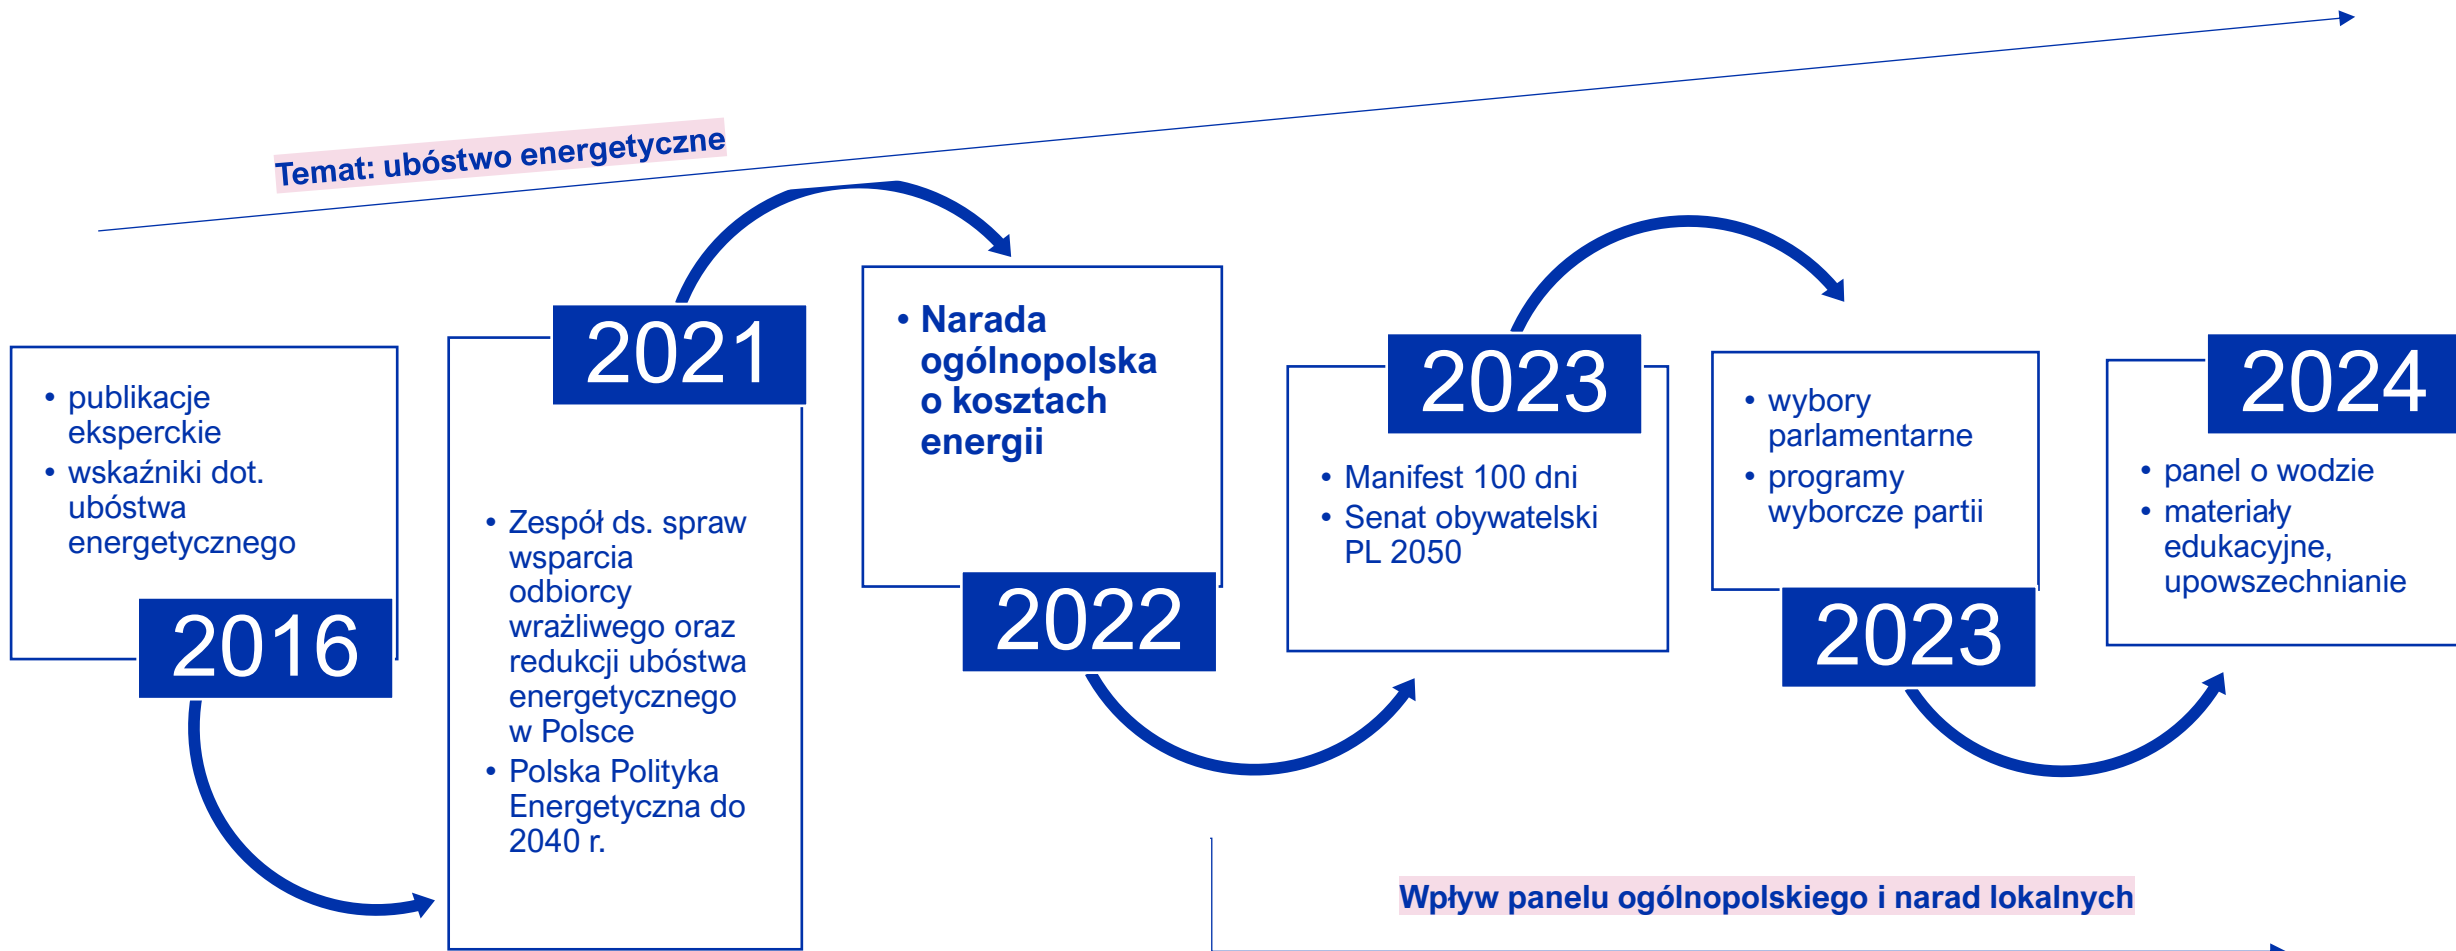 Temat: ubóstwo energetyczne
• publikacje
eksperckie
• wskaźniki dot.
ubóstwa
energetycznego
2016
2021
• Zespół ds. spraw
wsparcia
odbiorcy
wrażliwego oraz
redukcji ubóstwa
energetycznego
w Polsce
• Polska Polityka
Energetyczna do
2040 r.
• Narada
ogólnopolska
o kosztach
energii
2022
2023
• Manifest 100 dni
• Senat obywatelski
PL 2050
• wybory
parlamentarne
• programy
wyborcze partii
2023
2024
• panel o wodzie
• materiały
edukacyjne,
upowszechnianie
Wpływ panelu ogólnopolskiego i narad lokalnych